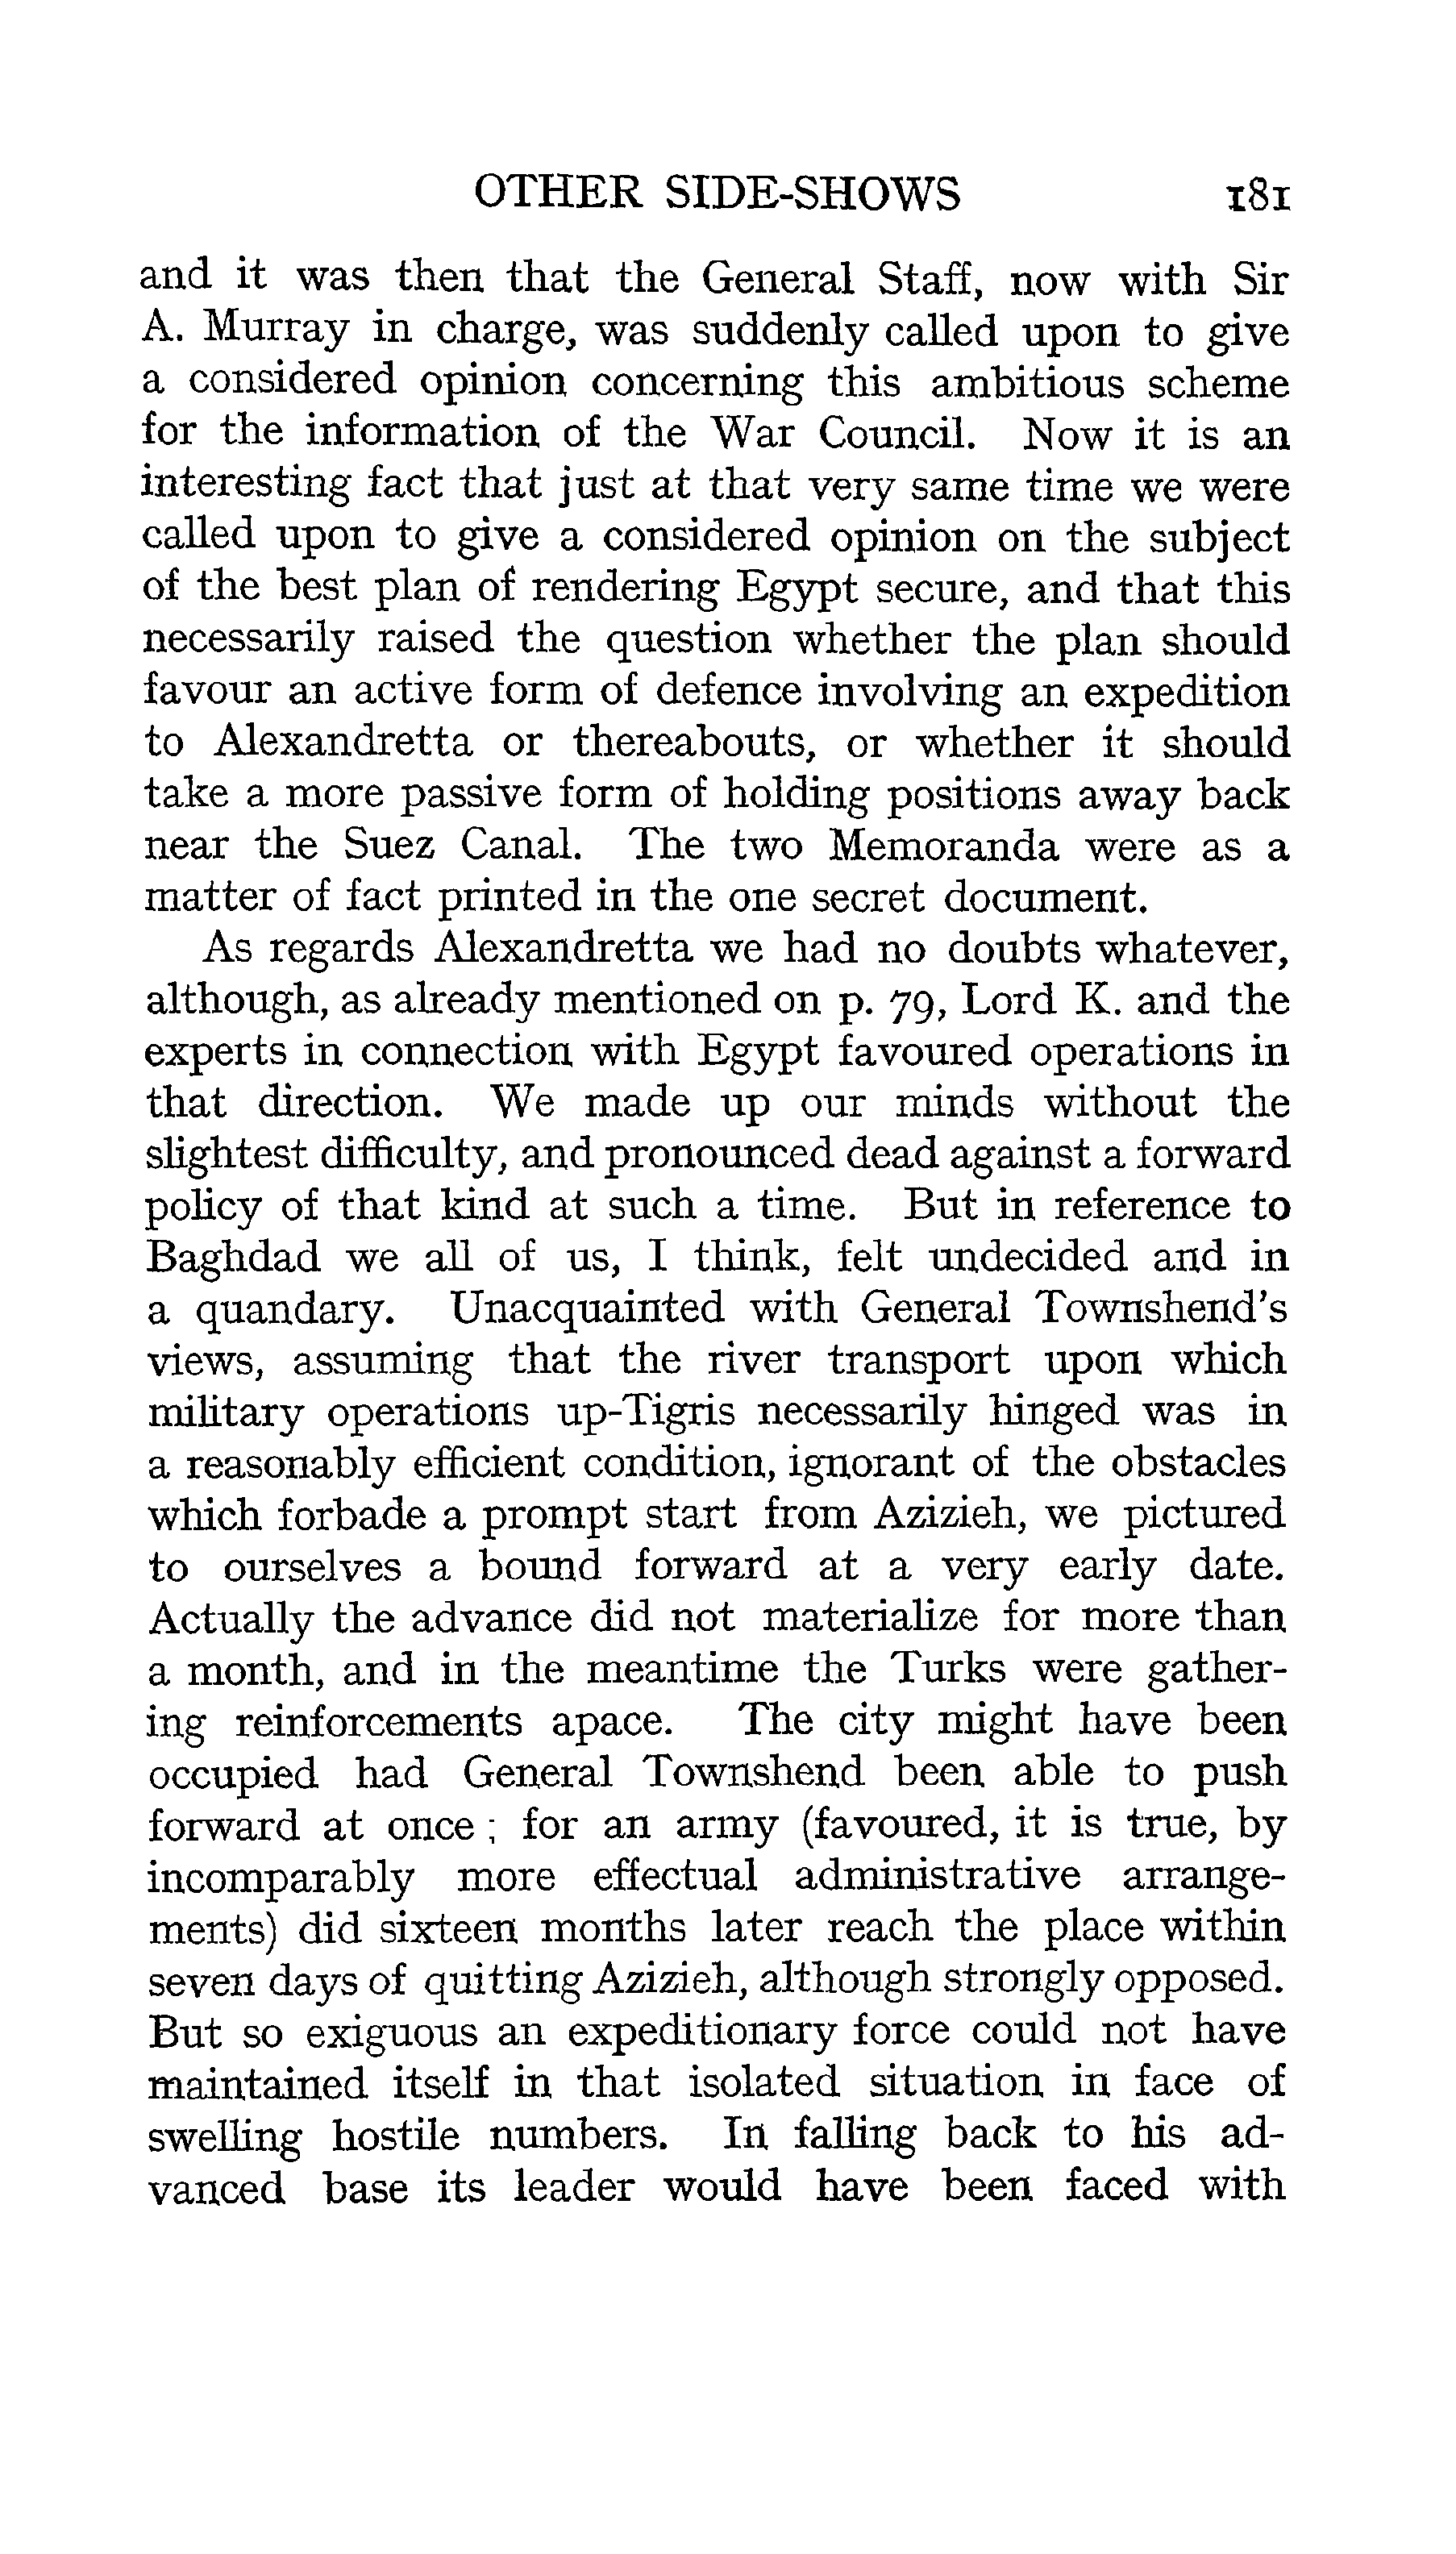 OTHER SIDE-SHOWS 181
and it was then that the General Staff, now with Sir
A. Murray in charge, was suddenly called upon to give
a considered opinion concerning this ambitious scheme
for the information of the War Council. Now it is an
interesting fact that just at that very same time we were
called upon to give a considered opinion on the subject
of the best plan of rendering Egypt secure, and that this
necessarily raised the question whether the plan should
favour an active form of defence involving an expedition
to Alexandretta or thereabouts, or whether it should
take a more passive form of holding positions away back
near the Suez Canal. The two Memoranda were as a
matter of fact printed in the one secret document.
As regards Alexandretta we had no doubts whatever,
although, as already mentioned on p. 79, Lord K. and the
experts in connection with Egypt favoured operations in
that direction. We made up our minds without the
slightest difficulty, and pronounced dead against a forward
policy of that kind at such a time. But in reference to
Baghdad we all of us, I think, felt undecided and in
a quandary. Unacquainted with General Townshend's
views, assuming that the river transport upon which
military operations up-Tigris necessarily hinged was in
a reasonably efficient condition, ignorant of the obstacles
which forbade a prompt start from Azizieh, we pictured
to ourselves a bound forward at a very early date.
Actually the advance did not materialize for more than
a month, and in the meantime the Turks were gather-
ing reinforcements apace. The city might have been
occupied had General Townshend been able to push
forward at once ; for an army (favoured, it is true, by
incomparably more effectual administrative arrange-
ments) did sixteen months later reach the place within
seven days of quitting Azizieh, although strongly opposed.
But so exiguous an expeditionary force could not have
maintained itself in that isolated situation in face of
swelling hostile numbers. In falling back to his ad-
vanced base its leader would have been faced with